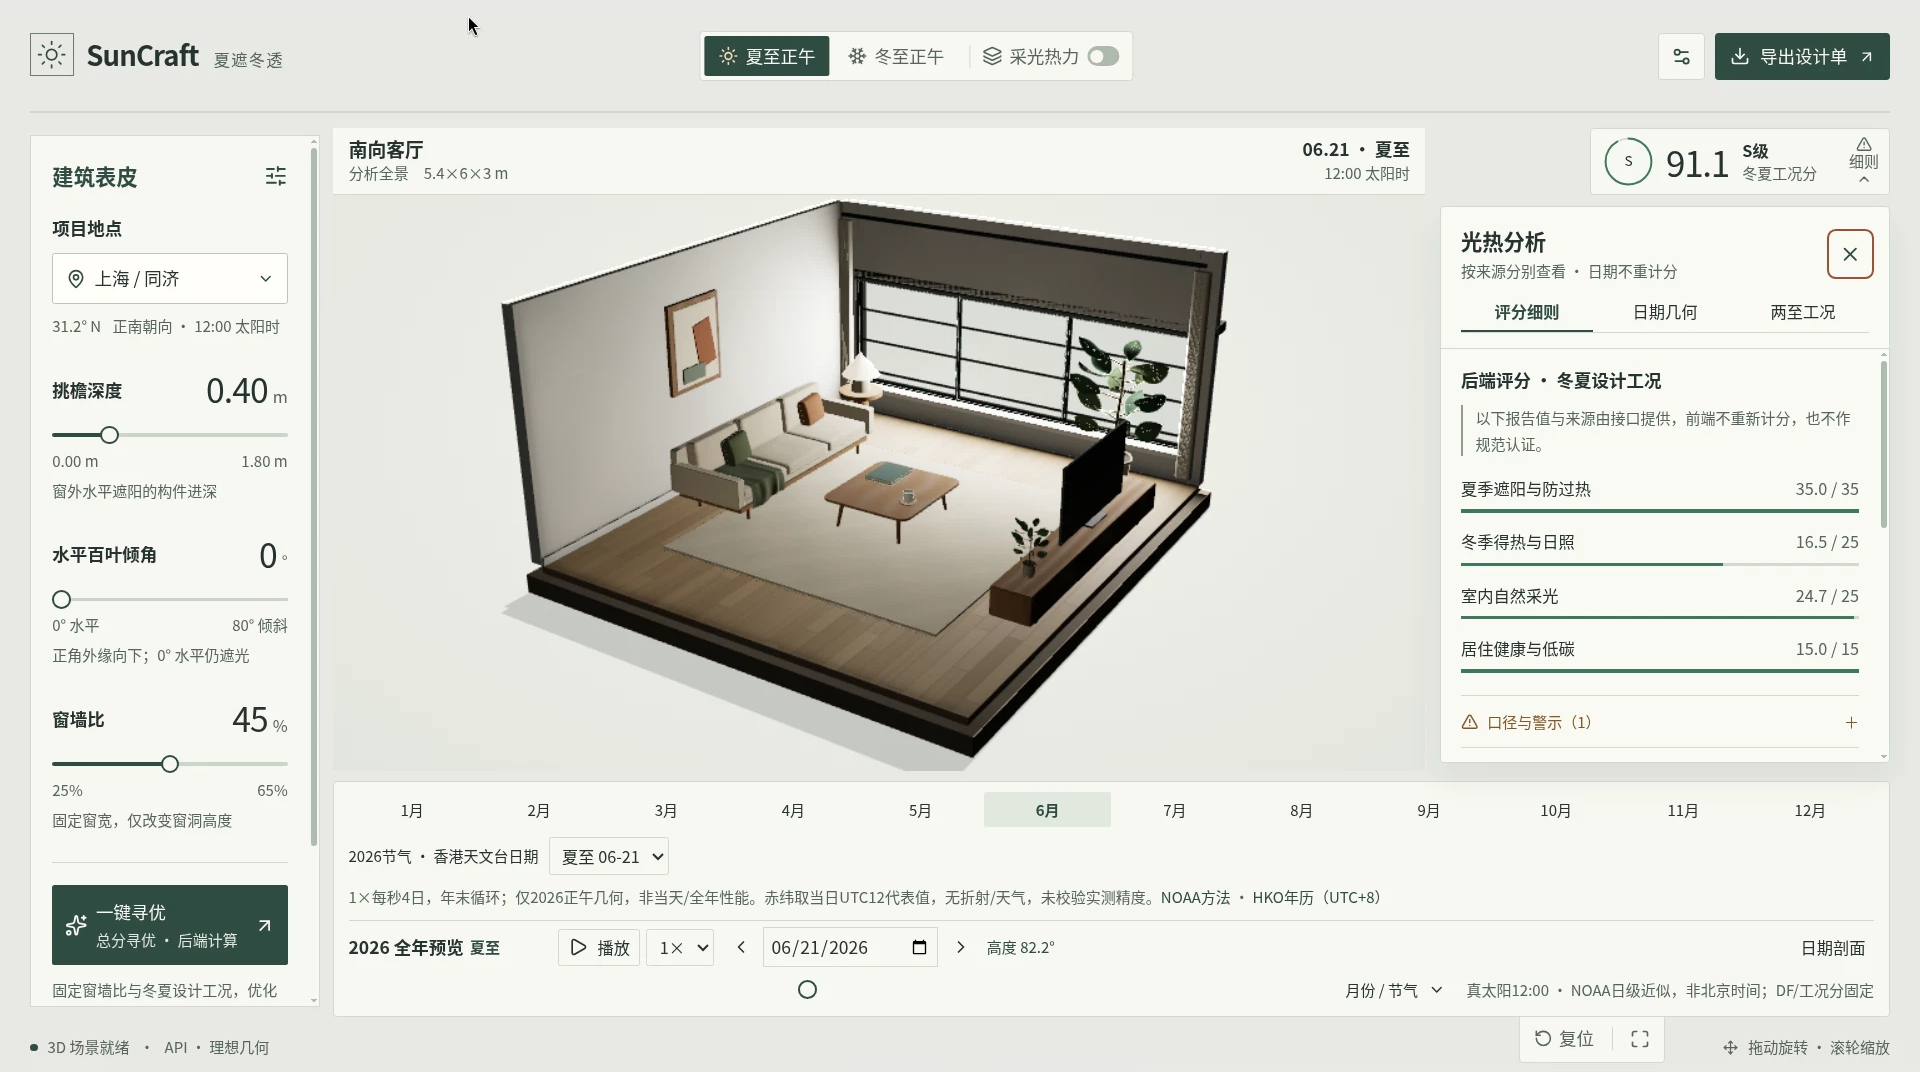 SunCraft 夏遮冬透
夏至正午 冬至正午 采光热力
导出设计单
建筑表皮
项目地点
上海 / 同济
31.2° N 正南朝向 · 12:00 太阳时
挑檐深度 0.40 m
0.00 m 1.80 m
窗外水平遮阳的构件进深
水平百叶倾角 0 °
0° 水平 80° 倾斜
正角外缘向下；0° 水平仍遮光
窗墙比 45 %
25% 65%
固定窗宽，仅改变窗洞高度
一键寻优
总分寻优 · 后端计算
固定窗墙比与冬夏设计工况，优化
南向客厅 06.21 · 夏至
分析全景 5.4×6×3 m 12:00 太阳时
S 91.1 S级
冬夏工况分
细则
光热分析
按来源分别查看 · 日期不重计分
评分细则 日期几何 两至工况
后端评分 · 冬夏设计工况
以下报告值与来源由接口提供，前端不重新计分，也不作
规范认证。
夏季遮阳与防过热 35.0 / 35
冬季得热与日照 16.5 / 25
室内自然采光 24.7 / 25
居住健康与低碳 15.0 / 15
口径与警示（1） +
1月 2月 3月 4月 5月 6月 7月 8月 9月 10月 11月 12月
2026节气 · 香港天文台日期 夏至 06-21
1×每秒4日，年末循环；仅2026正午几何，非当天/全年性能。赤纬取当日UTC12代表值，无折射/天气，未校验实测精度。NOAA方法 · HKO年历（UTC+8）
2026 全年预览 夏至 播放 1× 06/21/2026 高度 82.2° 日期剖面
月份 / 节气 真太阳12:00 · NOAA日级近似，非北京时间；DF/工况分固定
3D 场景就绪 · API · 理想几何
复位
拖动旋转 · 滚轮缩放